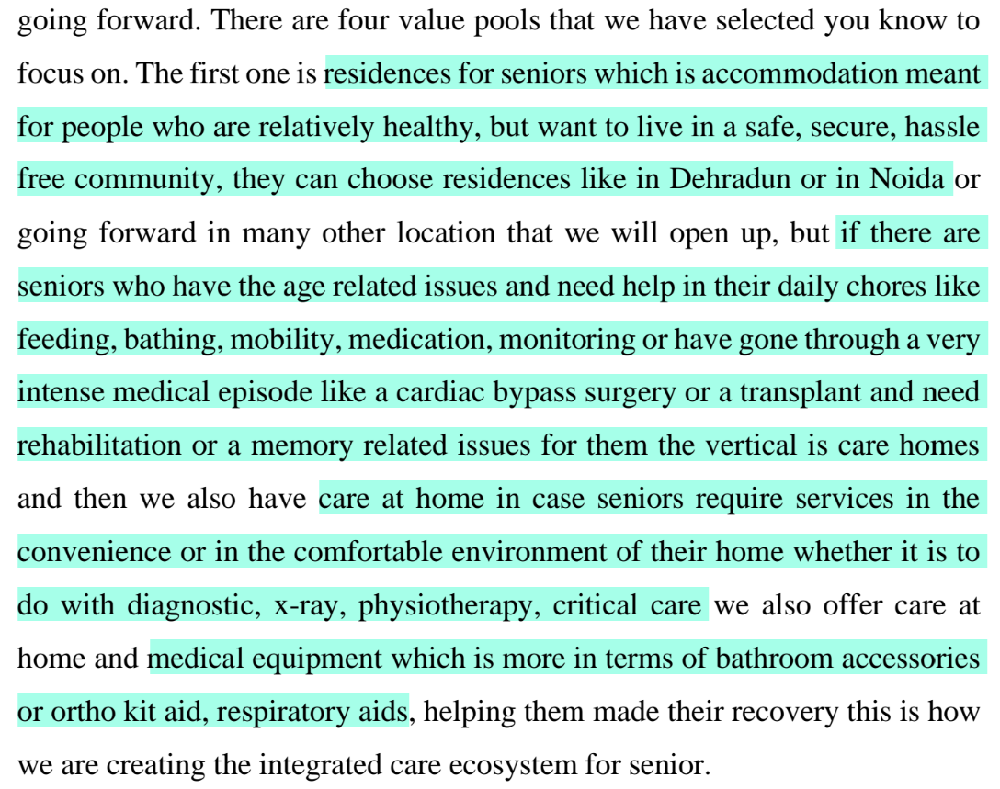 going forward. There are four value pools that we have selected you know to
focus on. The first one is residences for seniors which is accommodation meant
for people who are relatively healthy, but want to live in a safe, secure, hassle
free community, they can choose residences like in Dehradun or in Noida or
going forward in many other location that we will open up, but if there are
seniors who have the age related issues and need help in their daily chores like
feeding, bathing, mobility, medication, monitoring or have gone through a very
intense medical episode like a cardiac bypass surgery or a transplant and need
rehabilitation or a memory related issues for them the vertical is care homes
and then we also have care at home in case seniors require services in the
convenience or in the comfortable environment of their home whether it is to
do with diagnostic, x-ray, physiotherapy, critical care we also offer care at
home and medical equipment which is more in terms of bathroom accessories
or ortho kit aid, respiratory aids, helping them made their recovery this is how
we are creating the integrated care ecosystem for senior.